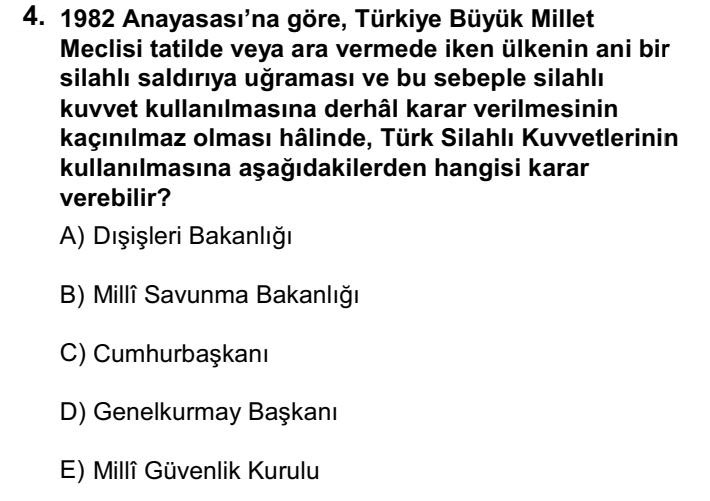 4. 1982 Anayasası’na göre, Türkiye Büyük Millet
Meclisi tatilde veya ara vermede iken ülkenin ani bir
silahlı saldırıya uğraması ve bu sebeple silahlı
kuvvet kullanılmasına derhâl karar verilmesinin
kaçınılmaz olması hâlinde, Türk Silahlı Kuvvetlerinin
kullanılmasına aşağıdakilerden hangisi karar
verebilir?
A) Dışişleri Bakanlığı
B) Millî Savunma Bakanlığı
C) Cumhurbaşkanı
D) Genelkurmay Başkanı
E) Millî Güvenlik Kurulu